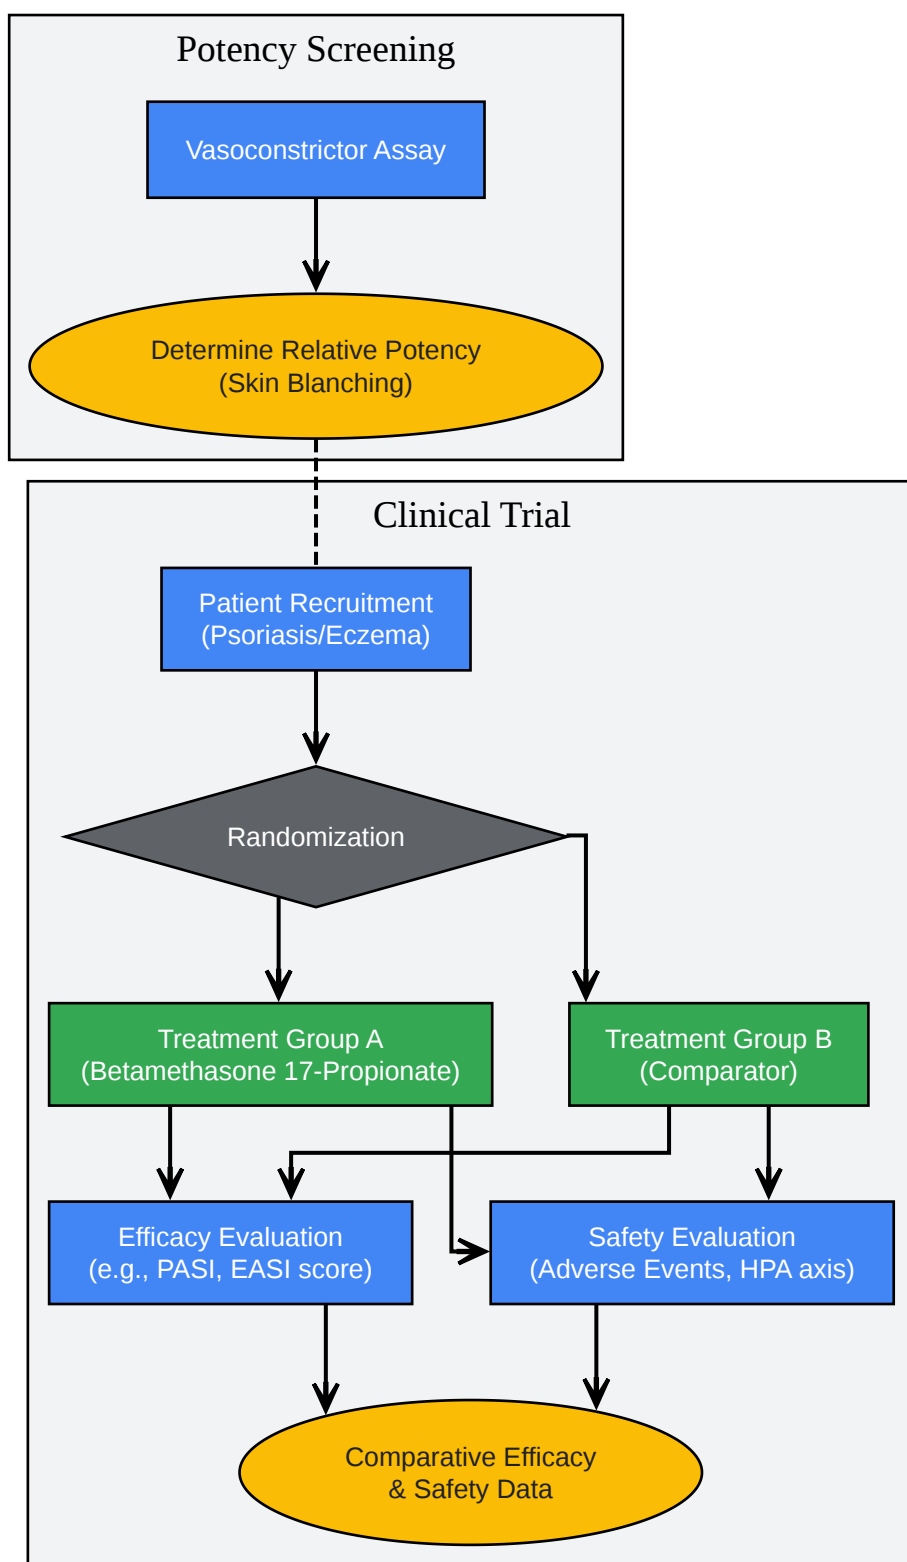 Potency Screening
Vasoconstrictor Assay
Determine Relative Potency
(Skin Blanching)
Clinical Trial
Patient Recruitment
(Psoriasis/Eczema)
Randomization
Treatment Group A
(Betamethasone 17-Propionate)
Treatment Group B
(Comparator)
Efficacy Evaluation
(e.g., PASI, EASI score)
Safety Evaluation
(Adverse Events, HPA axis)
Comparative Efficacy
& Safety Data